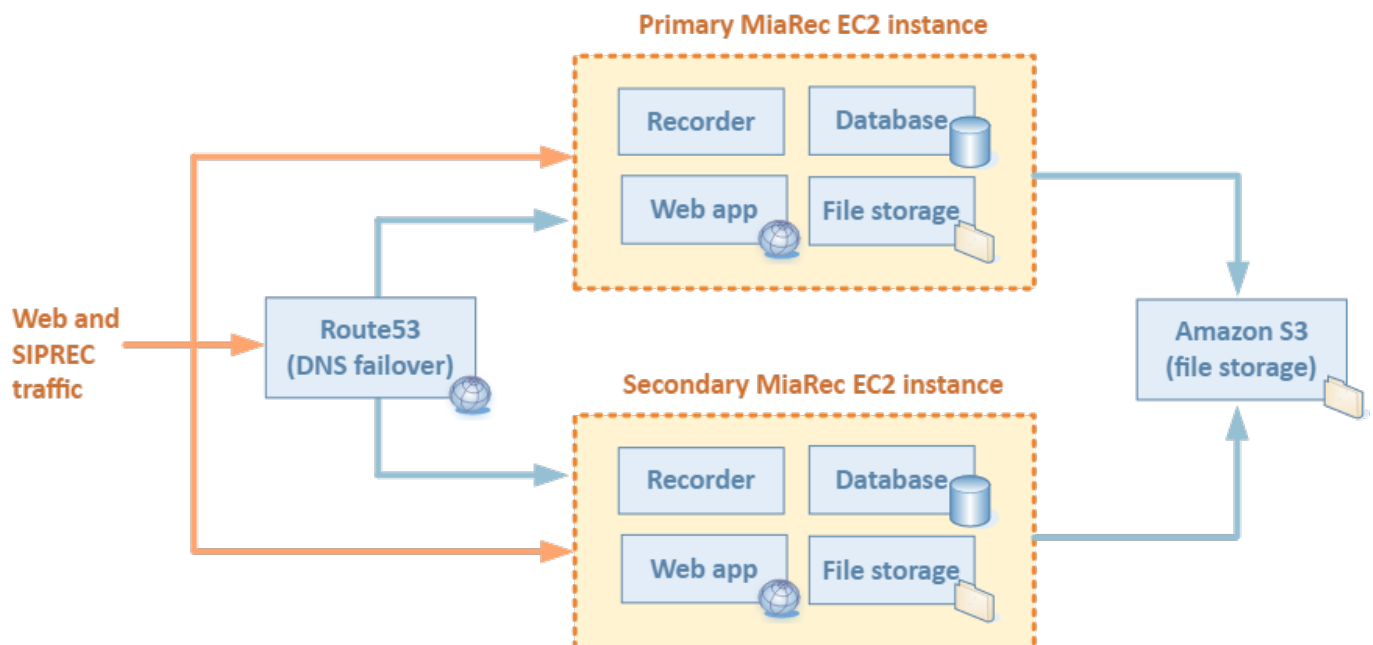 Primary MiaRec EC2 instance
Recorder
Database
Web app
File storage
Web and
SIPREC
traffic
Route53
(DNS failover)
Amazon S3
(file storage)
Secondary MiaRec EC2 instance
Recorder
Database
Web app
File storage